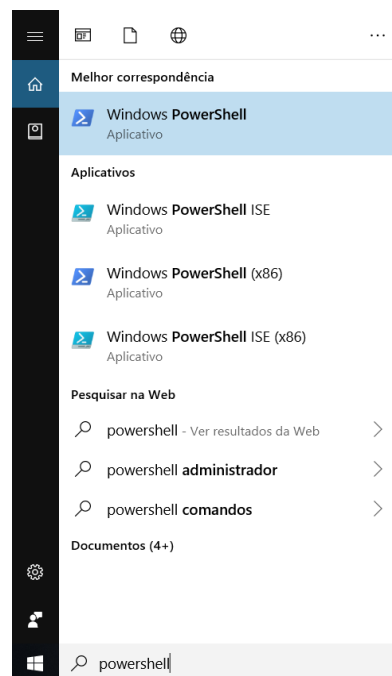 Melhor correspondência
Windows PowerShell
Aplicativo
Aplicativos
Windows PowerShell ISE
Aplicativo
Windows PowerShell (x86)
Aplicativo
Windows PowerShell ISE (x86)
Aplicativo
Pesquisar na Web
powershell - Ver resultados da Web
powershell administrador
powershell comandos
Documentos (4+)
powershell